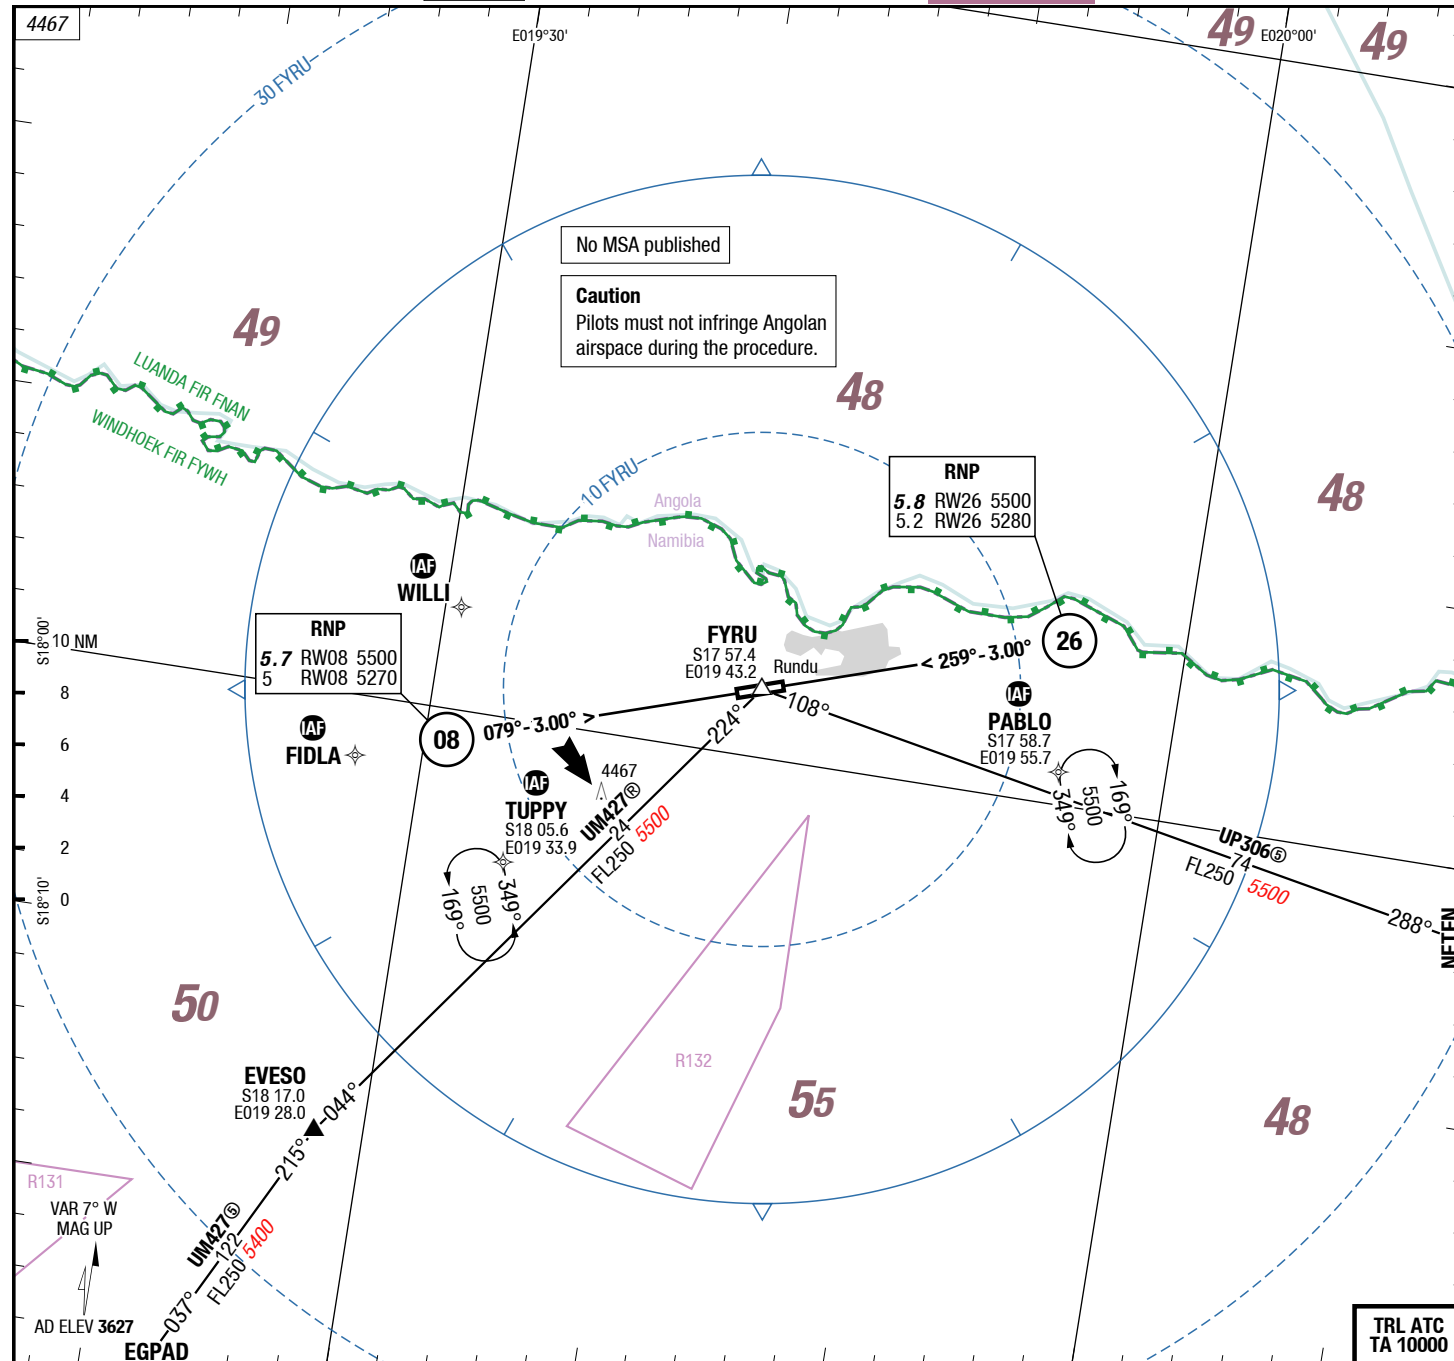 4467
E019°30'
49
E020°00'
49
30 FYRU
No MSA published
Caution
Pilots must not infringe Angolan
airspace during the procedure.
49
LUANDA FIR FNAN
WINDHOEK FIR FYWH
48
10 FYRU
Angola
Namibia
RNP
5.8 RW26 5500
5.2 RW26 5280
48
IAF
WILLI
RNP
5.7 RW08 5500
5 RW08 5270
S18°00'
10 NM
8
6
4
2
0
S18°10'
FYRU
S17 57.4
E019 43.2
Rundu
< 259°-3.00°
26
IAF
PABLO
S17 58.7
E019 55.7
108°
IAF
FIDLA
08
079°-3.00° >
224°
IAF
TUPPY
S18 05.6
E019 33.9
4467
UM427Ⓡ
24
FL250 5500
169°
5500
349°
349°
5500
169°
UP306⑤
74
FL250 5500
288°
NETEN
50
R132
55
48
EVESO
S18 17.0
E019 28.0
044°
215°
R131
VAR 7° W
MAG UP
UM427⑤
122
FL250 5400
037°
AD ELEV 3627
EGPAD
TRL ATC
TA 10000